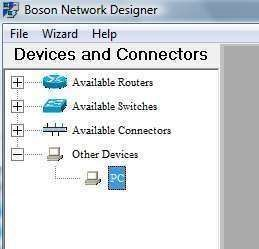 Boson Network Designer
File Wizard Help
Devices and Connectors
Available Routers
Available Switches
Available Connectors
Other Devices
PC